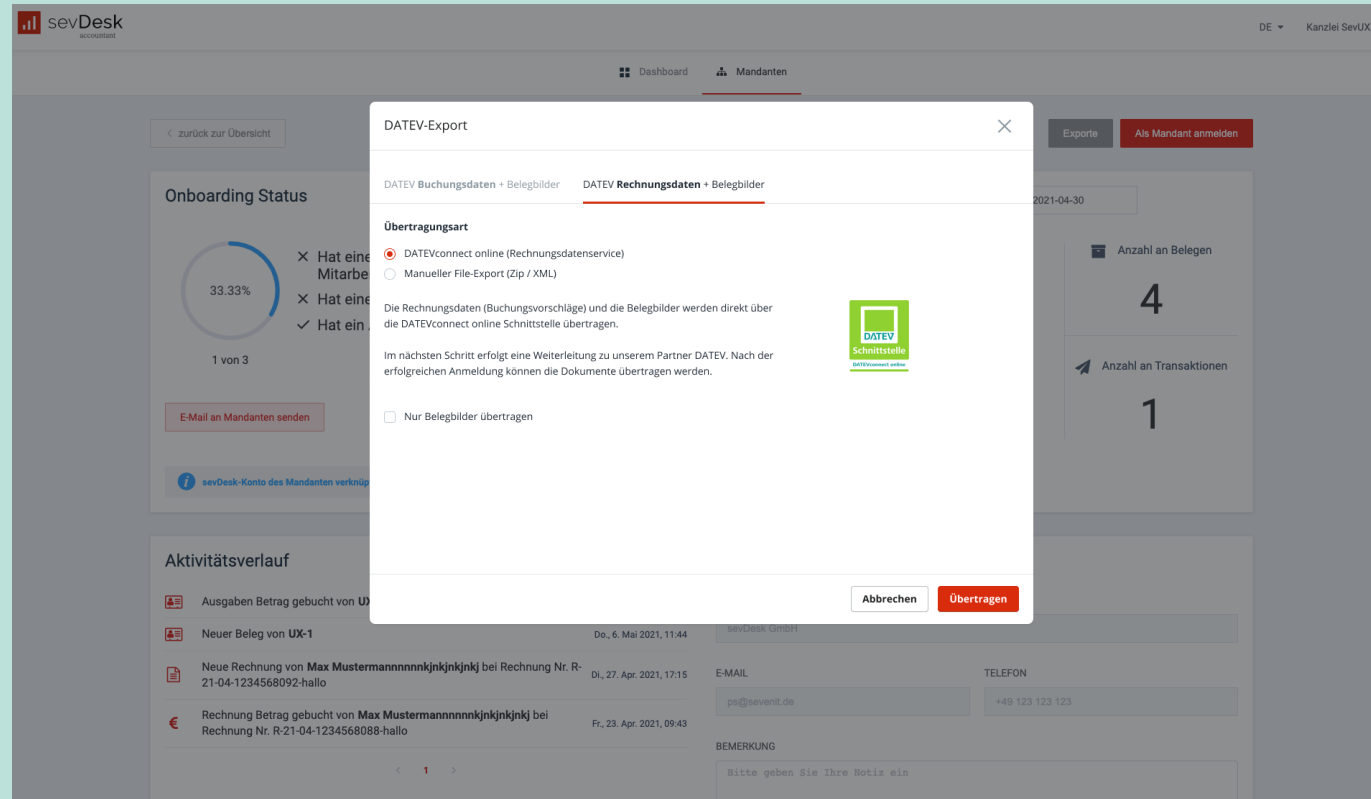 sevDesk
accountant
DE
Kanzlei SevUX
Dashboard
Mandanten
zurück zur Übersicht
Exporte
Als Mandant anmelden
DATEV-Export
DATEV Buchungsdaten + Belegbilder
DATEV Rechnungsdaten + Belegbilder
Übertragungsart
DATEVconnect online (Rechnungsdatenservice)
Manueller File-Export (Zip / XML)
Die Rechnungsdaten (Buchungsvorschläge) und die Belegbilder werden direkt über
die DATEVconnect online Schnittstelle übertragen.
Im nächsten Schritt erfolgt eine Weiterleitung zu unserem Partner DATEV. Nach der
erfolgreichen Anmeldung können die Dokumente übertragen werden.
DATEV
Schnittstelle
DATEVconnect online
Nur Belegbilder übertragen
Abbrechen
Übertragen
Onboarding Status
33.33%
1 von 3
Hat eine
Mitarbe
Hat eine
Hat ein
E-Mail an Mandanten senden
sevDesk-Konto des Mandanten verknüp
2021-04-30
Anzahl an Belegen
4
Anzahl an Transaktionen
1
Aktivitätsverlauf
Ausgaben Betrag gebucht von UX
Neuer Beleg von UX-1
Do., 6. Mai 2021, 11:44
Neue Rechnung von Max Mustermannnnnnkjnkjnkjnkj bei Rechnung Nr. R-
21-04-1234568092-hallo
Di., 27. Apr. 2021, 17:15
Rechnung Betrag gebucht von Max Mustermannnnnnkjnkjnkjnkj bei
Rechnung Nr. R-21-04-1234568088-hallo
Fr., 23. Apr. 2021, 09:43
1
sevDesk GmbH
E-MAIL
TELEFON
ps@sevenit.de
+49 123 123 123
BEMERKUNG
Bitte geben Sie Ihre Notiz ein